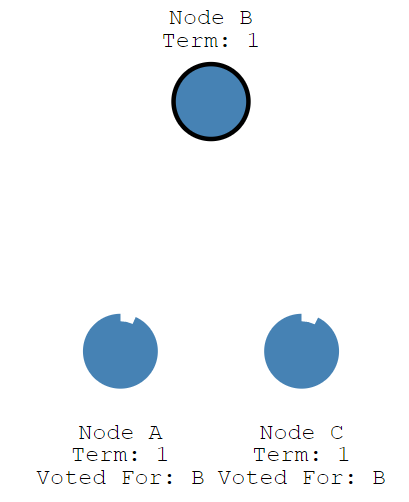 Node B
Term: 1
Node A
Term: 1
Voted For: B
Node C
Term: 1
Voted For: B